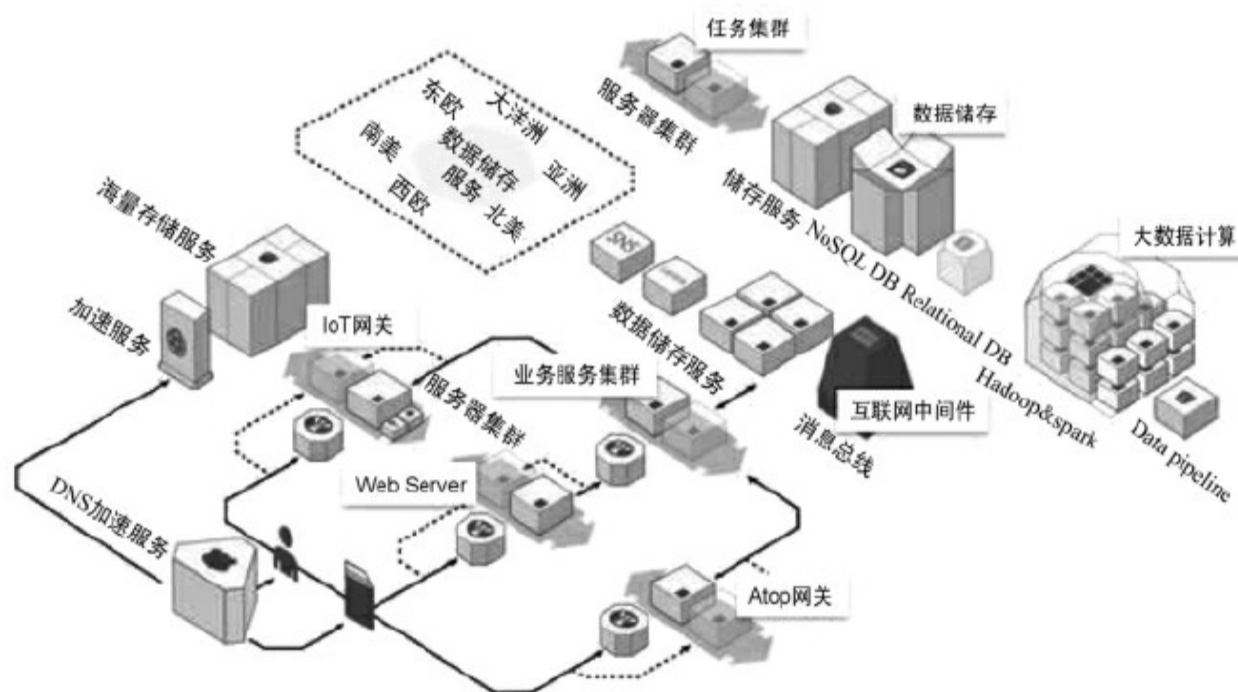 任务集群
服务器集群
数据储存
储存服务
NoSQL DB
Relational DB
大数据计算
Hadoop&spark
Data pipeline
东欧
大洋洲
南美
数据储存
服务
亚洲
西欧
北美
海量存储服务
加速服务
SNS
数据储存服务
IoT网关
服务器集群
业务服务集群
互联网中间件
消息总线
Web Server
DNS加速服务
Atop网关